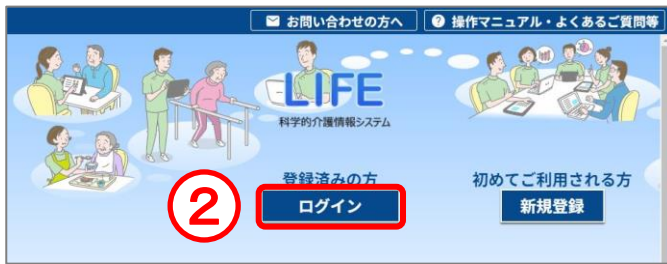 お問い合わせの方へ
? 操作マニュアル・よくあるご質問等
LIFE
科学的介護情報システム
登録済みの方
初めてご利用される方
②
ログイン
新規登録